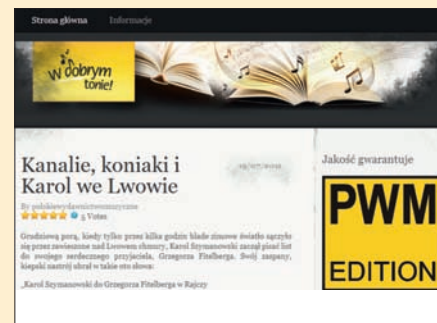 Strona główna Informacje
W dobrym
tonie!
Kanalie, koniaki i
Karol we Lwowie
Jakość gwarantuje
By polskiewydawnictwomuzyczne
5 Votes
PWM
EDITION
Grudniową porą, kiedy tylko przez kilka godzin blade zimowe światło sączyło
się przez zawieszone nad Lwowem chmury, Karol Szymanowski zaczął pisać list
do swojego serdecznego przyjaciela, Grzegorza Fitelberga. Swój zaspany,
kiepski nastrój ubrał w takie oto słowa:
„Karol Szymanowski do Grzegorza Fitelberga w Rajczy